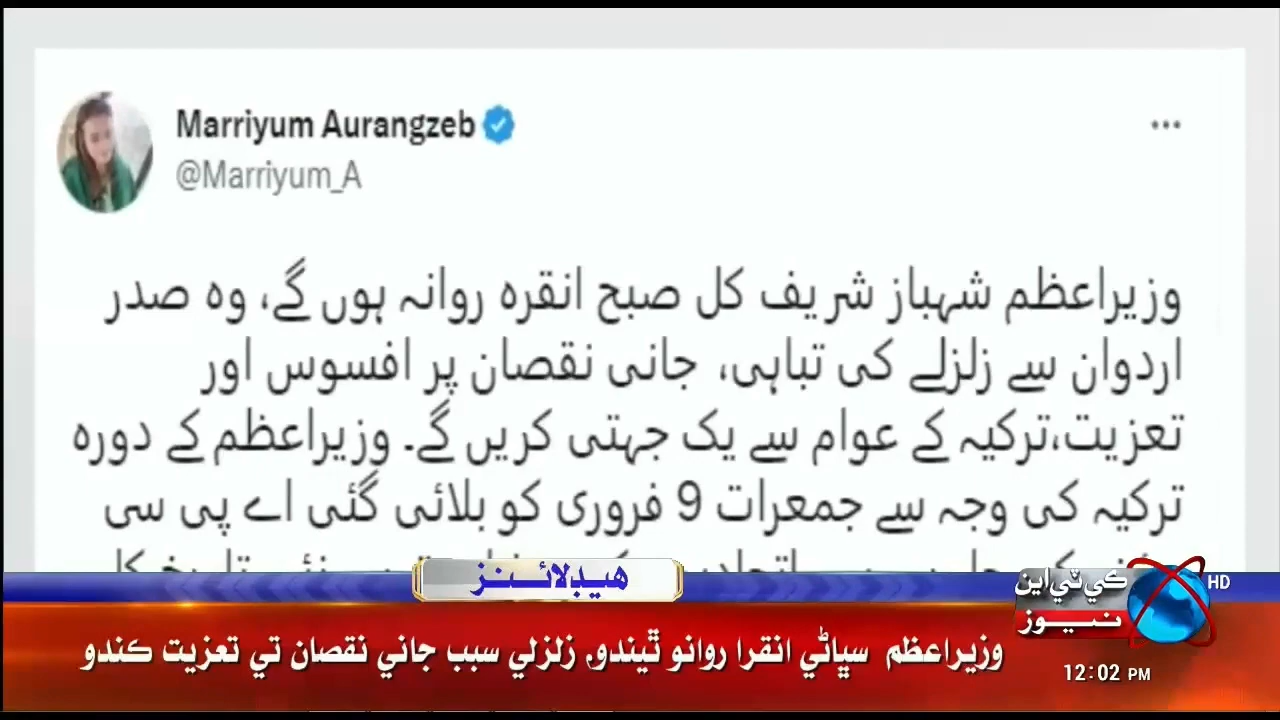 Marriyum Aurangzeb
@Marriyum_A
وزیراعظم شہباز شریف کل صبح انقرہ روانہ ہوں گے، وہ صدر
اردوان سے زلزلے کی تباہی، جانی نقصان پر افسوس اور
تعزیت،ترکیہ کے عوام سے یک جہتی کریں گے۔ وزیراعظم کے دورہ
ترکیہ کی وجہ سے جمعرات 9 فروری کو بلائی گئی اے پی سی
هيڊلائينز
ڪي ٽي اين
نيوز
HD
وزيراعظم سڀاڻي انقرا روانو ٿيندو، زلزلي سبب جاني نقصان تي تعزيت ڪندو
12:02 PM